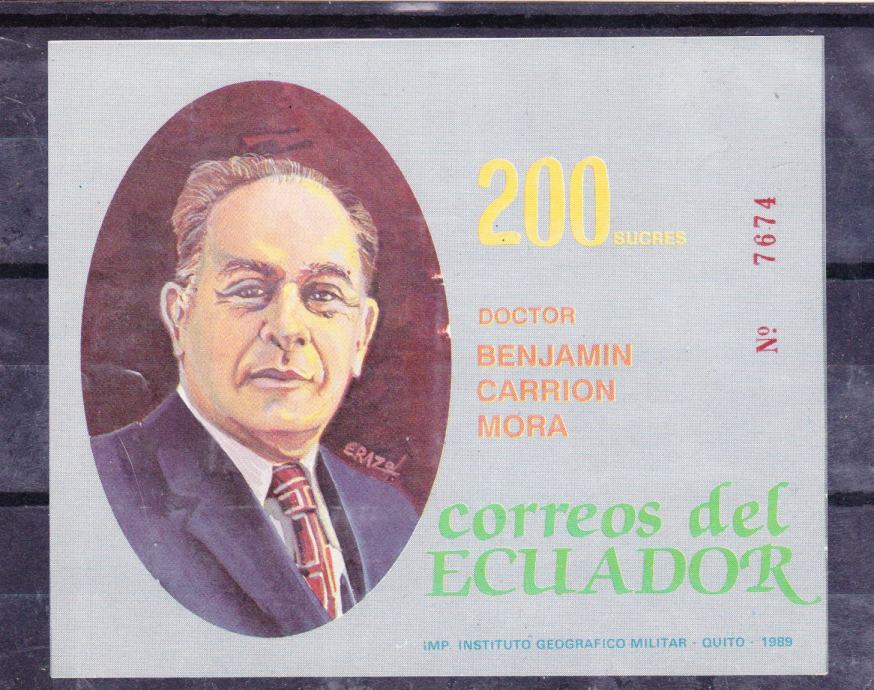 200 SUCRES
Nº 7674
DOCTOR
BENJAMIN
CARRION
MORA
ERAZO
correos del
ECUADOR
IMP. INSTITUTO GEOGRAFICO MILITAR - QUITO - 1989